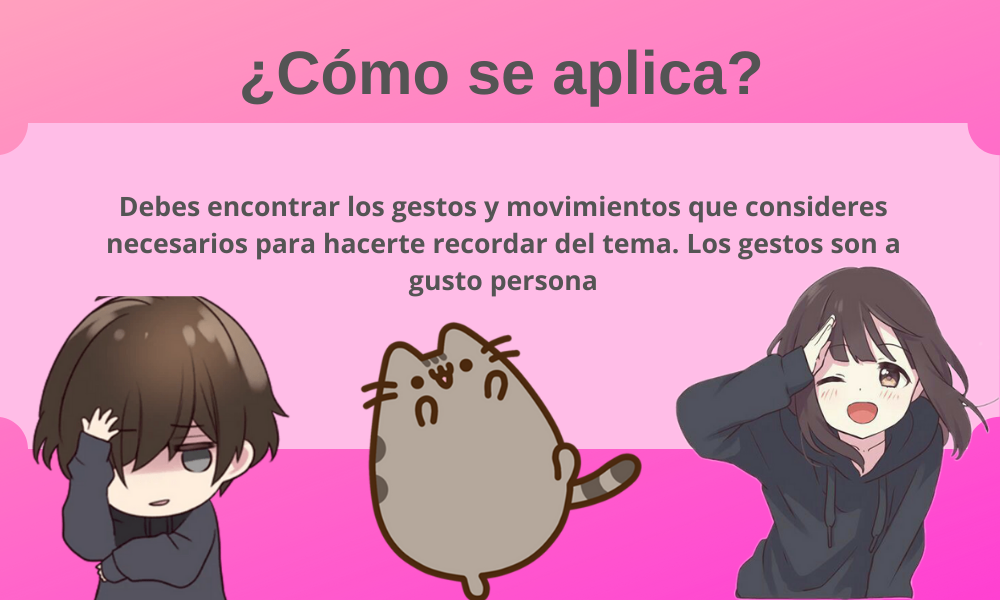 ¿Cómo se aplica?
Debes encontrar los gestos y movimientos que consideres
necesarios para hacerte recordar del tema. Los gestos son a
gusto persona